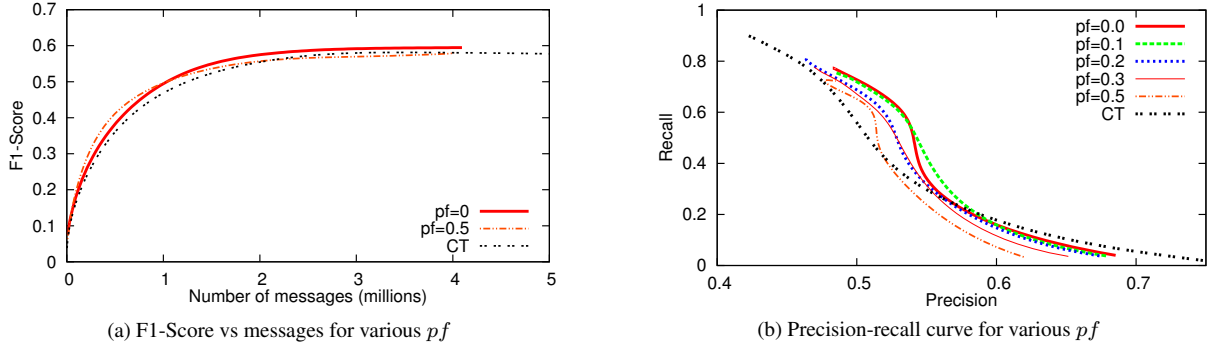 0.7
0.6
0.5
0.4
0.3
0.2
0.1
0
F1-Score
pf=0
pf=0.5
CT
0 1 2 3 4 5
Number of messages (millions)
(a) F1-Score vs messages for various pf
1
0.8
0.6
0.4
0.2
0
Recall
pf=0.0
pf=0.1
pf=0.2
pf=0.3
pf=0.5
CT
0.4 0.5 0.6 0.7
Precision
(b) Precision-recall curve for various pf